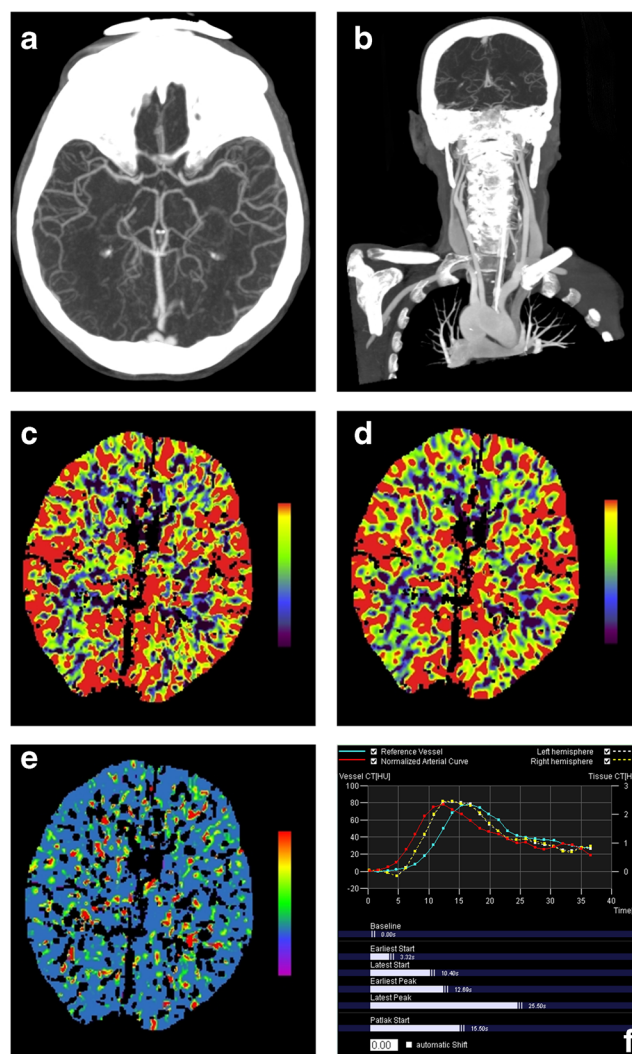 a
b
c
d
e
f
Reference Vessel
Left hemisphere
Normalized Arterial Curve
Right hemisphere
Vessel CT[HU]
Tissue CT[H
100
80
60
40
20
0
-20
3
2
1
0
0 5 10 15 20 25 30 35 40
Time
Baseline
0.00s
Earliest Start
3.32s
Latest Start
10.40s
Earliest Peak
12.69s
Latest Peak
25.50s
Patlak Start
15.50s
0.00 automatic Shift